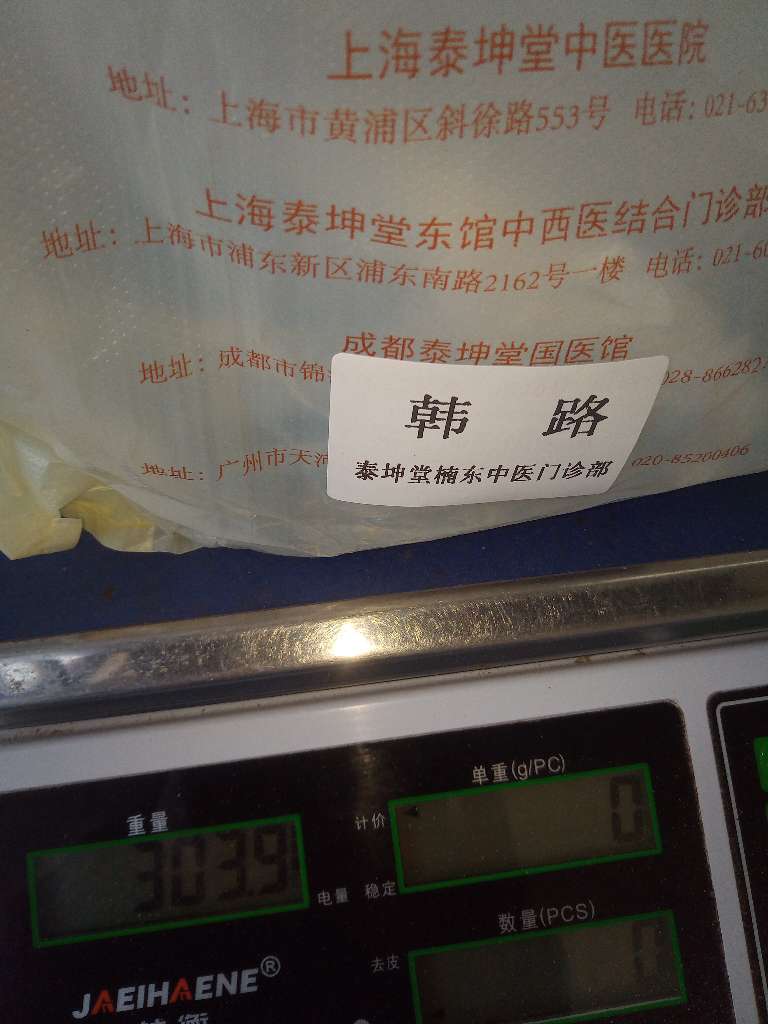 上海泰坤堂中医医院
地址：上海市黄浦区斜徐路553号 电话：021-63
上海泰坤堂东馆中西医结合门诊部
地址：上海市浦东新区浦东南路2162号一楼 电话：021-60
成都泰坤堂国医馆
地址：成都市锦 028-866282
韩 路
泰坤堂楠东中医门诊部
地址：广州市天河 020-85200406
单重(g/PC)
重量
计价
0
3039
电量 稳定
数量(PCS)
去皮
0
JAEIHAENE®